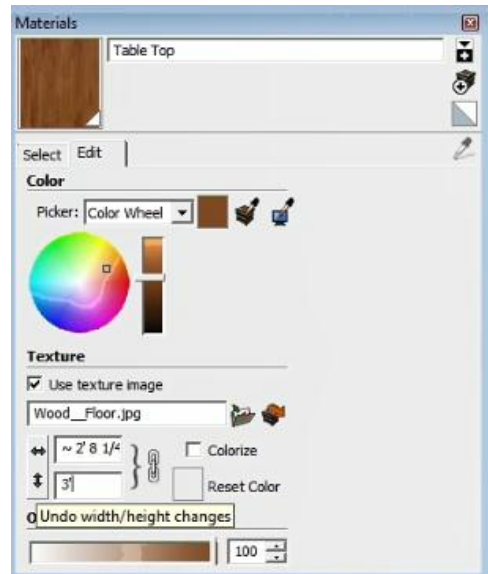 Materials
Table Top
Select Edit
Color
Picker: Color Wheel
Texture
Use texture image
Wood__Floor.jpg
~ 2' 8 1/4
Colorize
3'
Reset Color
Undo width/height changes
100